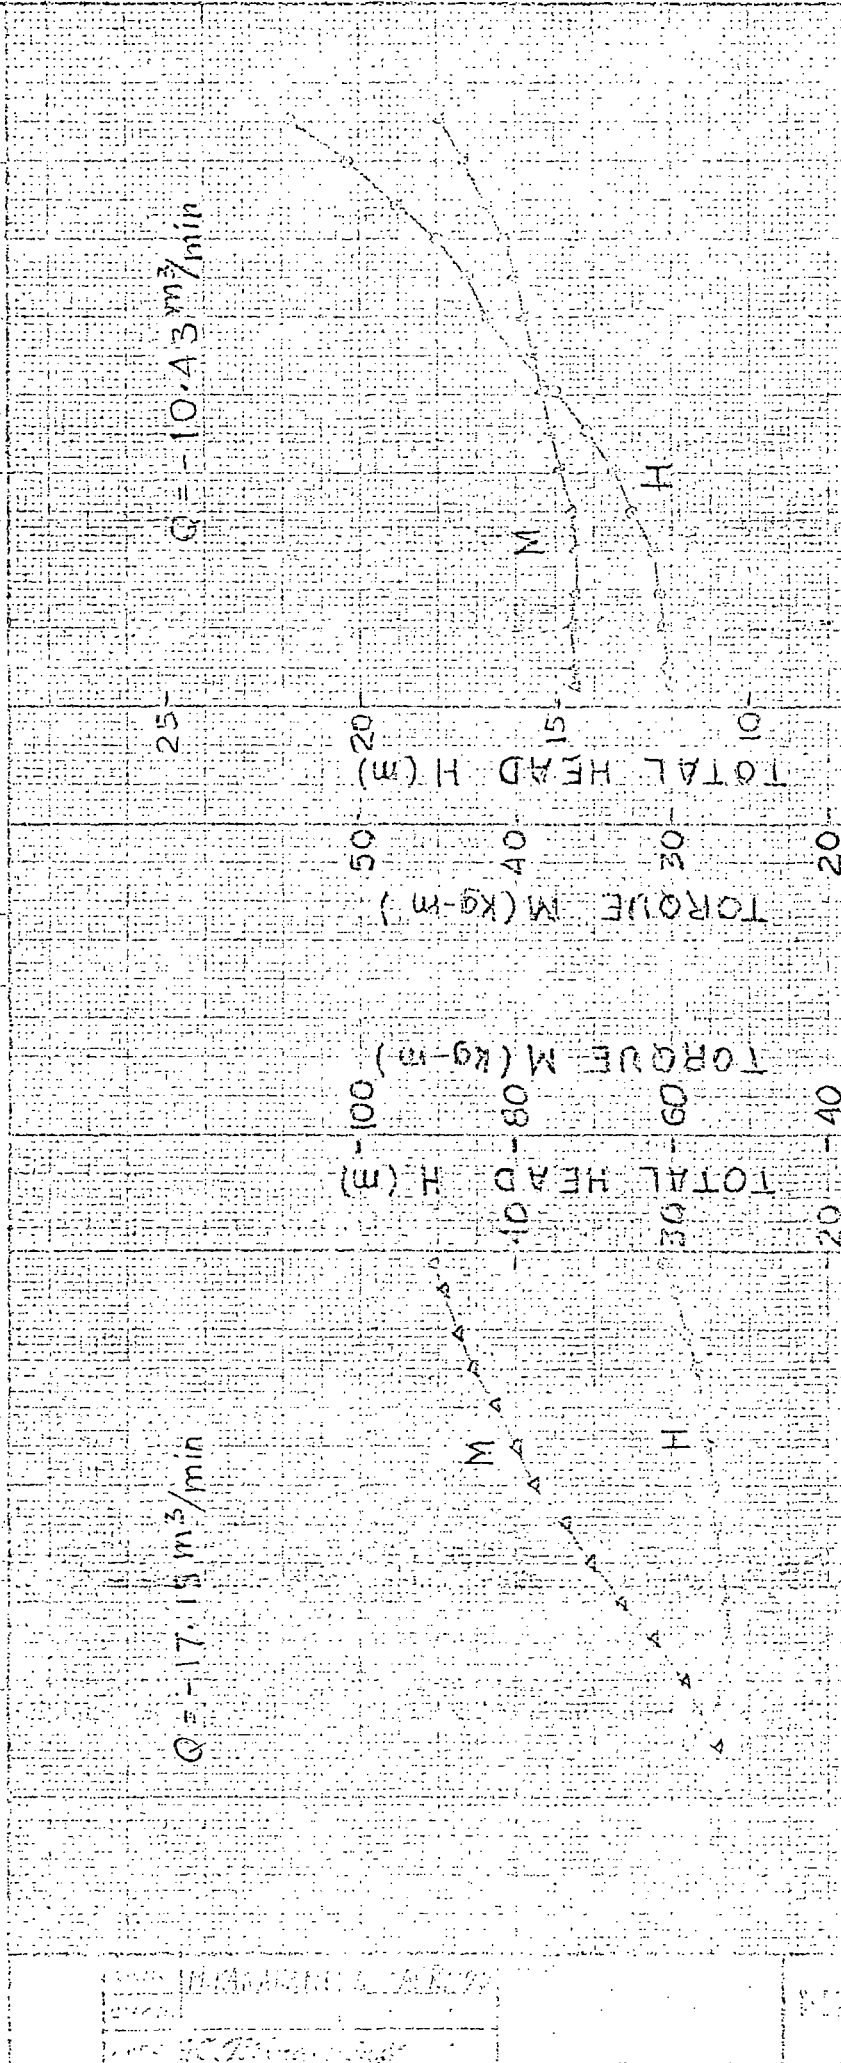 Q = -10.43 m³/min
M
H
25
20
15
10
TOTAL HEAD H (m)
50
40
30
20
TORQUE M (kg-m)
TORQUE M (kg-m)
100
80
60
40
TOTAL HEAD H (m)
40
30
20
M
H
Q = -17.15 m³/min